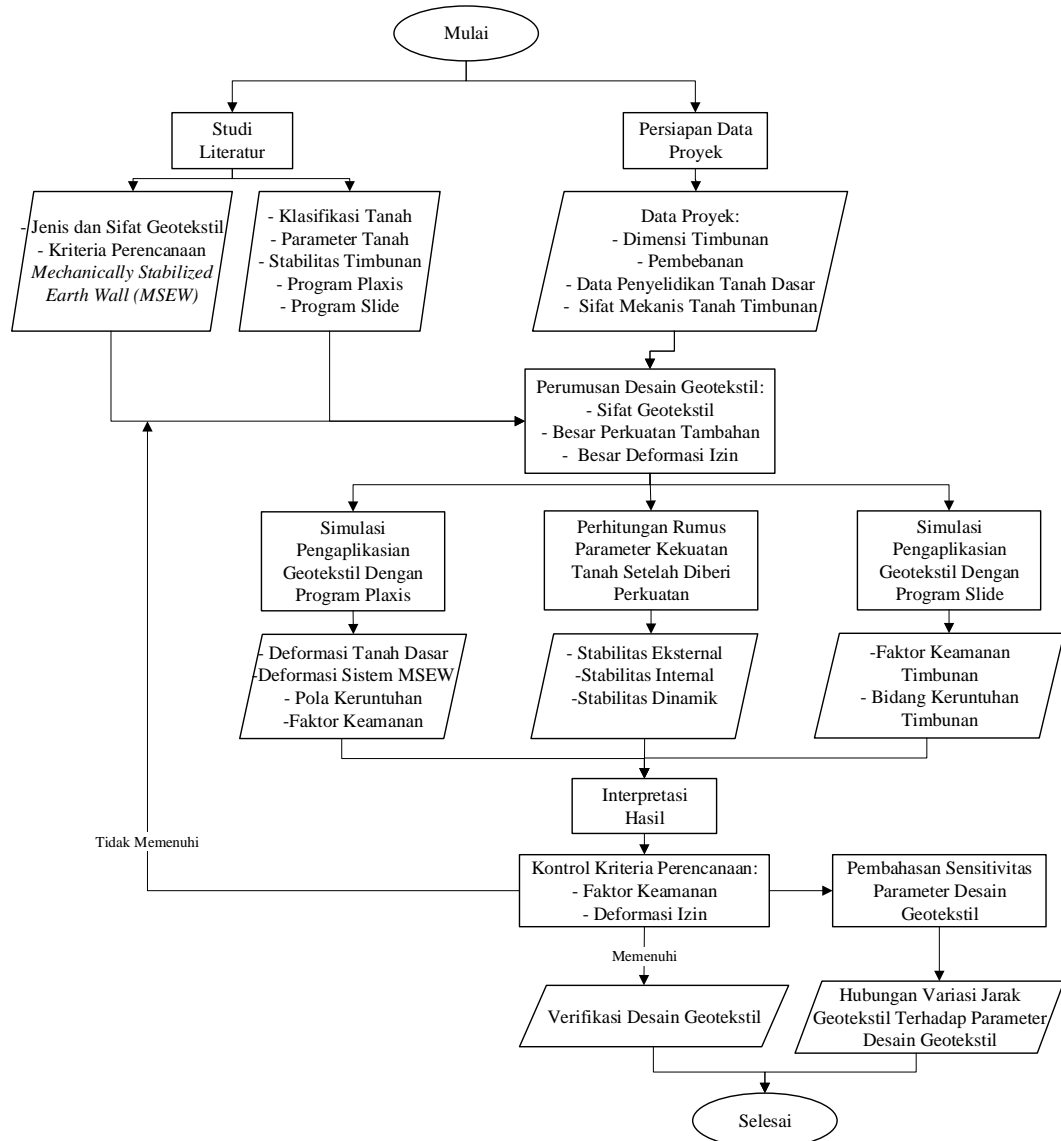 Mulai
Studi
Literatur
Persiapan Data
Proyek
- Jenis dan Sifat Geotekstil
- Kriteria Perencanaan
Mechanically Stabilized
Earth Wall (MSEW)
- Klasifikasi Tanah
- Parameter Tanah
- Stabilitas Timbunan
- Program Plaxis
- Program Slide
Data Proyek:
- Dimensi Timbunan
- Pembebanan
- Data Penyelidikan Tanah Dasar
- Sifat Mekanis Tanah Timbunan
Perumusan Desain Geotekstil:
- Sifat Geotekstil
- Besar Perkuatan Tambahan
- Besar Deformasi Izin
Simulasi
Pengaplikasian
Geotekstil Dengan
Program Plaxis
Perhitungan Rumus
Parameter Kekuatan
Tanah Setelah Diberi
Perkuatan
Simulasi
Pengaplikasian
Geotekstil Dengan
Program Slide
- Deformasi Tanah Dasar
-Deformasi Sistem MSEW
- Pola Keruntuhan
-Faktor Keamanan
- Stabilitas Eksternal
-Stabilitas Internal
-Stabilitas Dinamik
-Faktor Keamanan
Timbunan
- Bidang Keruntuhan
Timbunan
Interpretasi
Hasil
Tidak Memenuhi
Kontrol Kriteria Perencanaan:
- Faktor Keamanan
- Deformasi Izin
Pembahasan Sensitivitas
Parameter Desain
Geotekstil
Memenuhi
Verifikasi Desain Geotekstil
Hubungan Variasi Jarak
Geotekstil Terhadap Parameter
Desain Geotekstil
Selesai